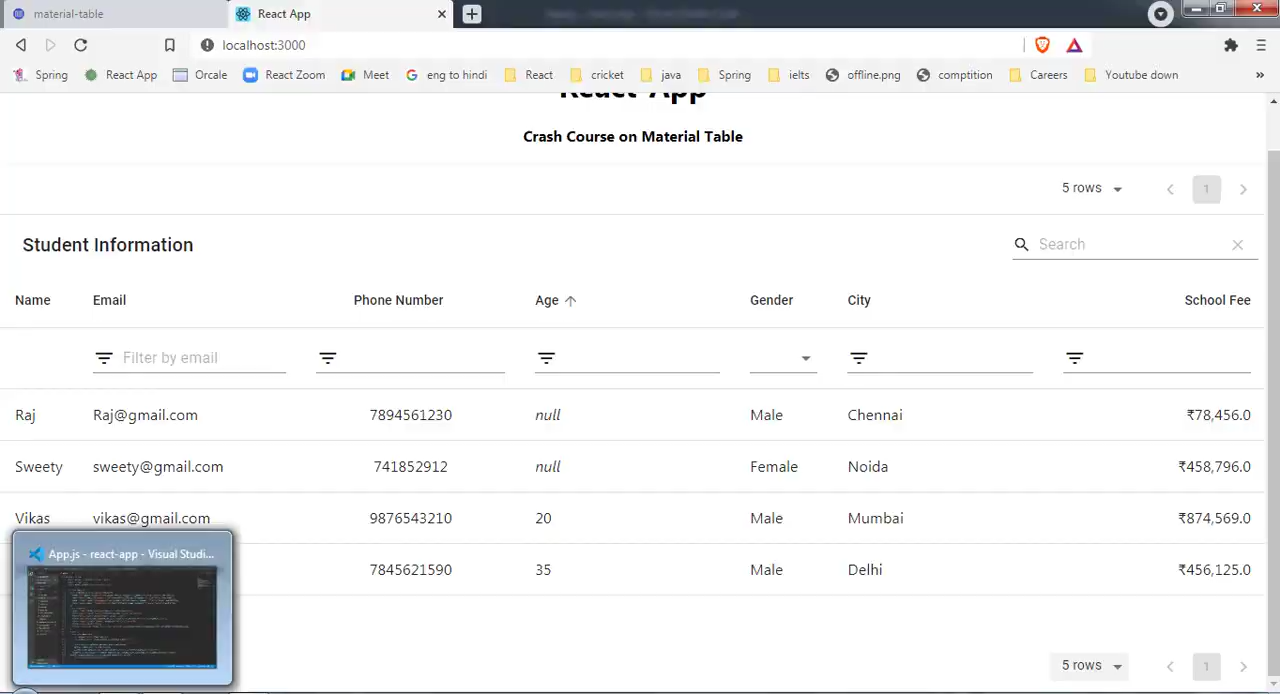 material-table
React App
localhost:3000
Spring React App Orcale React Zoom Meet eng to hindi React cricket java Spring ielts offline.png comptition Careers Youtube down »
React App
Crash Course on Material Table
5 rows 1
Student Information
Search
Name Email Phone Number Age Gender City School Fee
Filter by email
Raj Raj@gmail.com 7894561230 null Male Chennai ₹78,456.0
Sweety sweety@gmail.com 741852912 null Female Noida ₹458,796.0
Vikas vikas@gmail.com 9876543210 20 Male Mumbai ₹874,569.0
7845621590 35 Male Delhi ₹456,125.0
App.js - react-app - Visual Studi...
5 rows 1